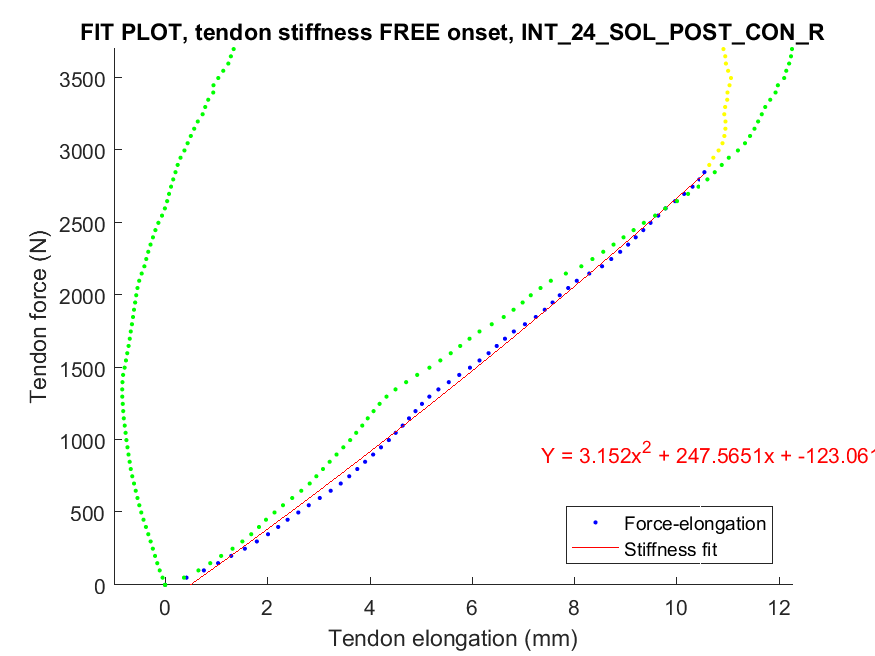 FIT PLOT, tendon stiffness FREE onset, INT_24_SOL_POST_CON_R
3500
3000
2500
2000
1500
1000
500
0
Tendon force (N)
Y = 3.152x² + 247.5651x + -123.061
Force-elongation
Stiffness fit
0 2 4 6 8 10 12
Tendon elongation (mm)